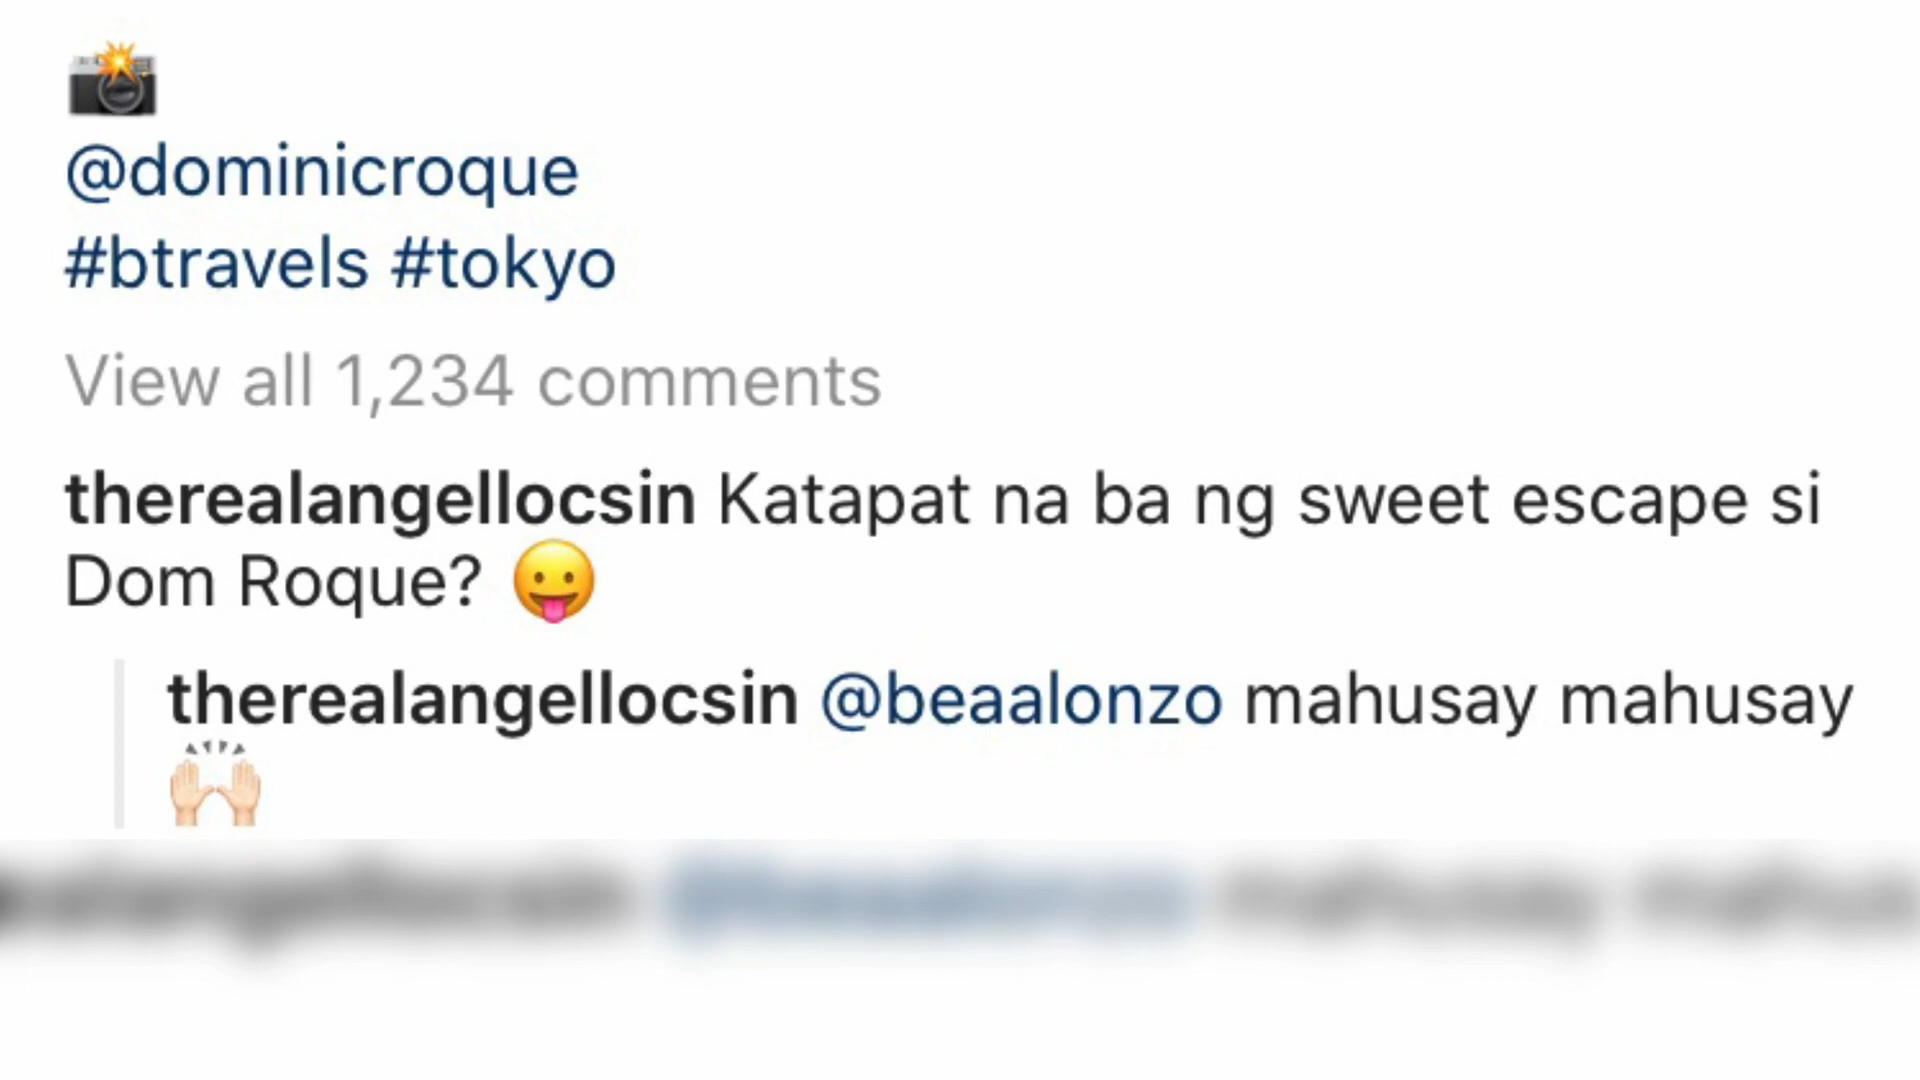 📸
@dominicroque
#btravels #tokyo
View all 1,234 comments
therealangellocsin Katapat na ba ng sweet escape si
Dom Roque? 😛
therealangellocsin @beaalonzo mahusay mahusay
🙌🏻